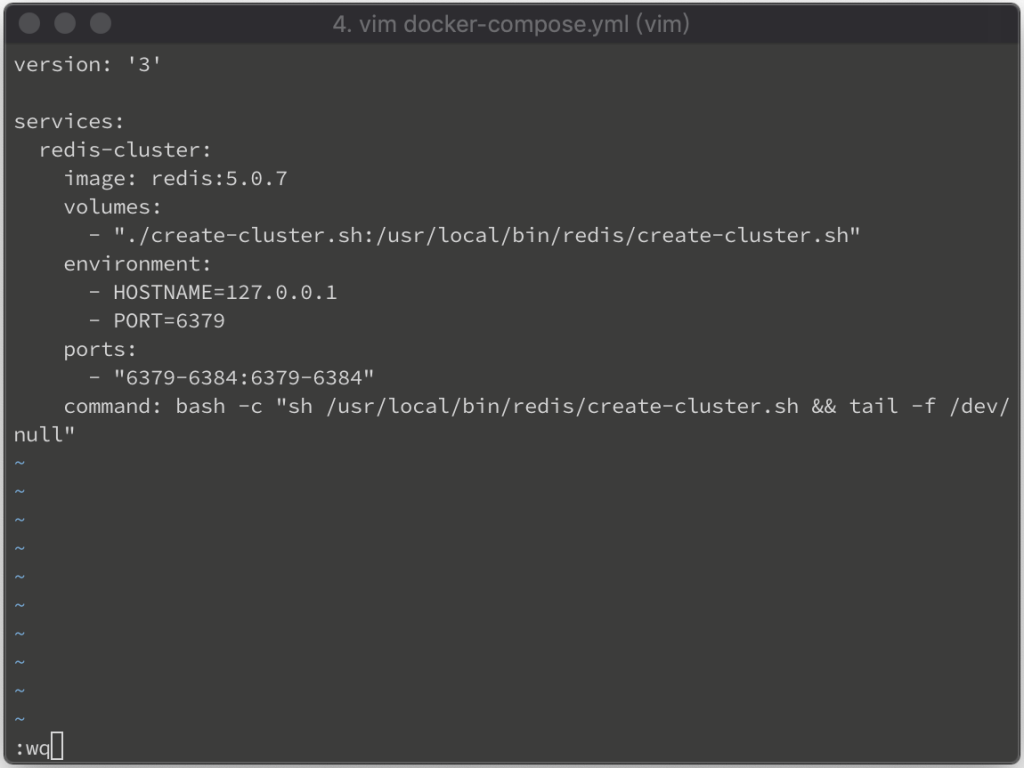 4. vim docker-compose.yml (vim)
version: '3'

services:
  redis-cluster:
    image: redis:5.0.7
    volumes:
      - "./create-cluster.sh:/usr/local/bin/redis/create-cluster.sh"
    environment:
      - HOSTNAME=127.0.0.1
      - PORT=6379
    ports:
      - "6379-6384:6379-6384"
    command: bash -c "sh /usr/local/bin/redis/create-cluster.sh && tail -f /dev/
null"
~
~
~
~
~
~
~
~
~
~
:wq